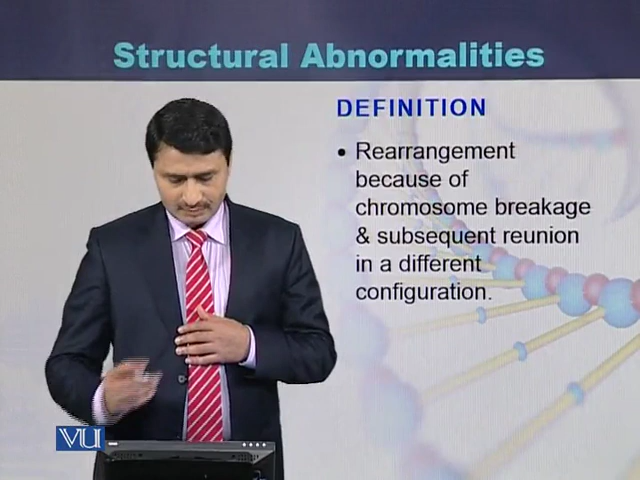 Structural Abnormalities
DEFINITION
• Rearrangement
because of
chromosome breakage
& subsequent reunion
in a different
configuration.
VU